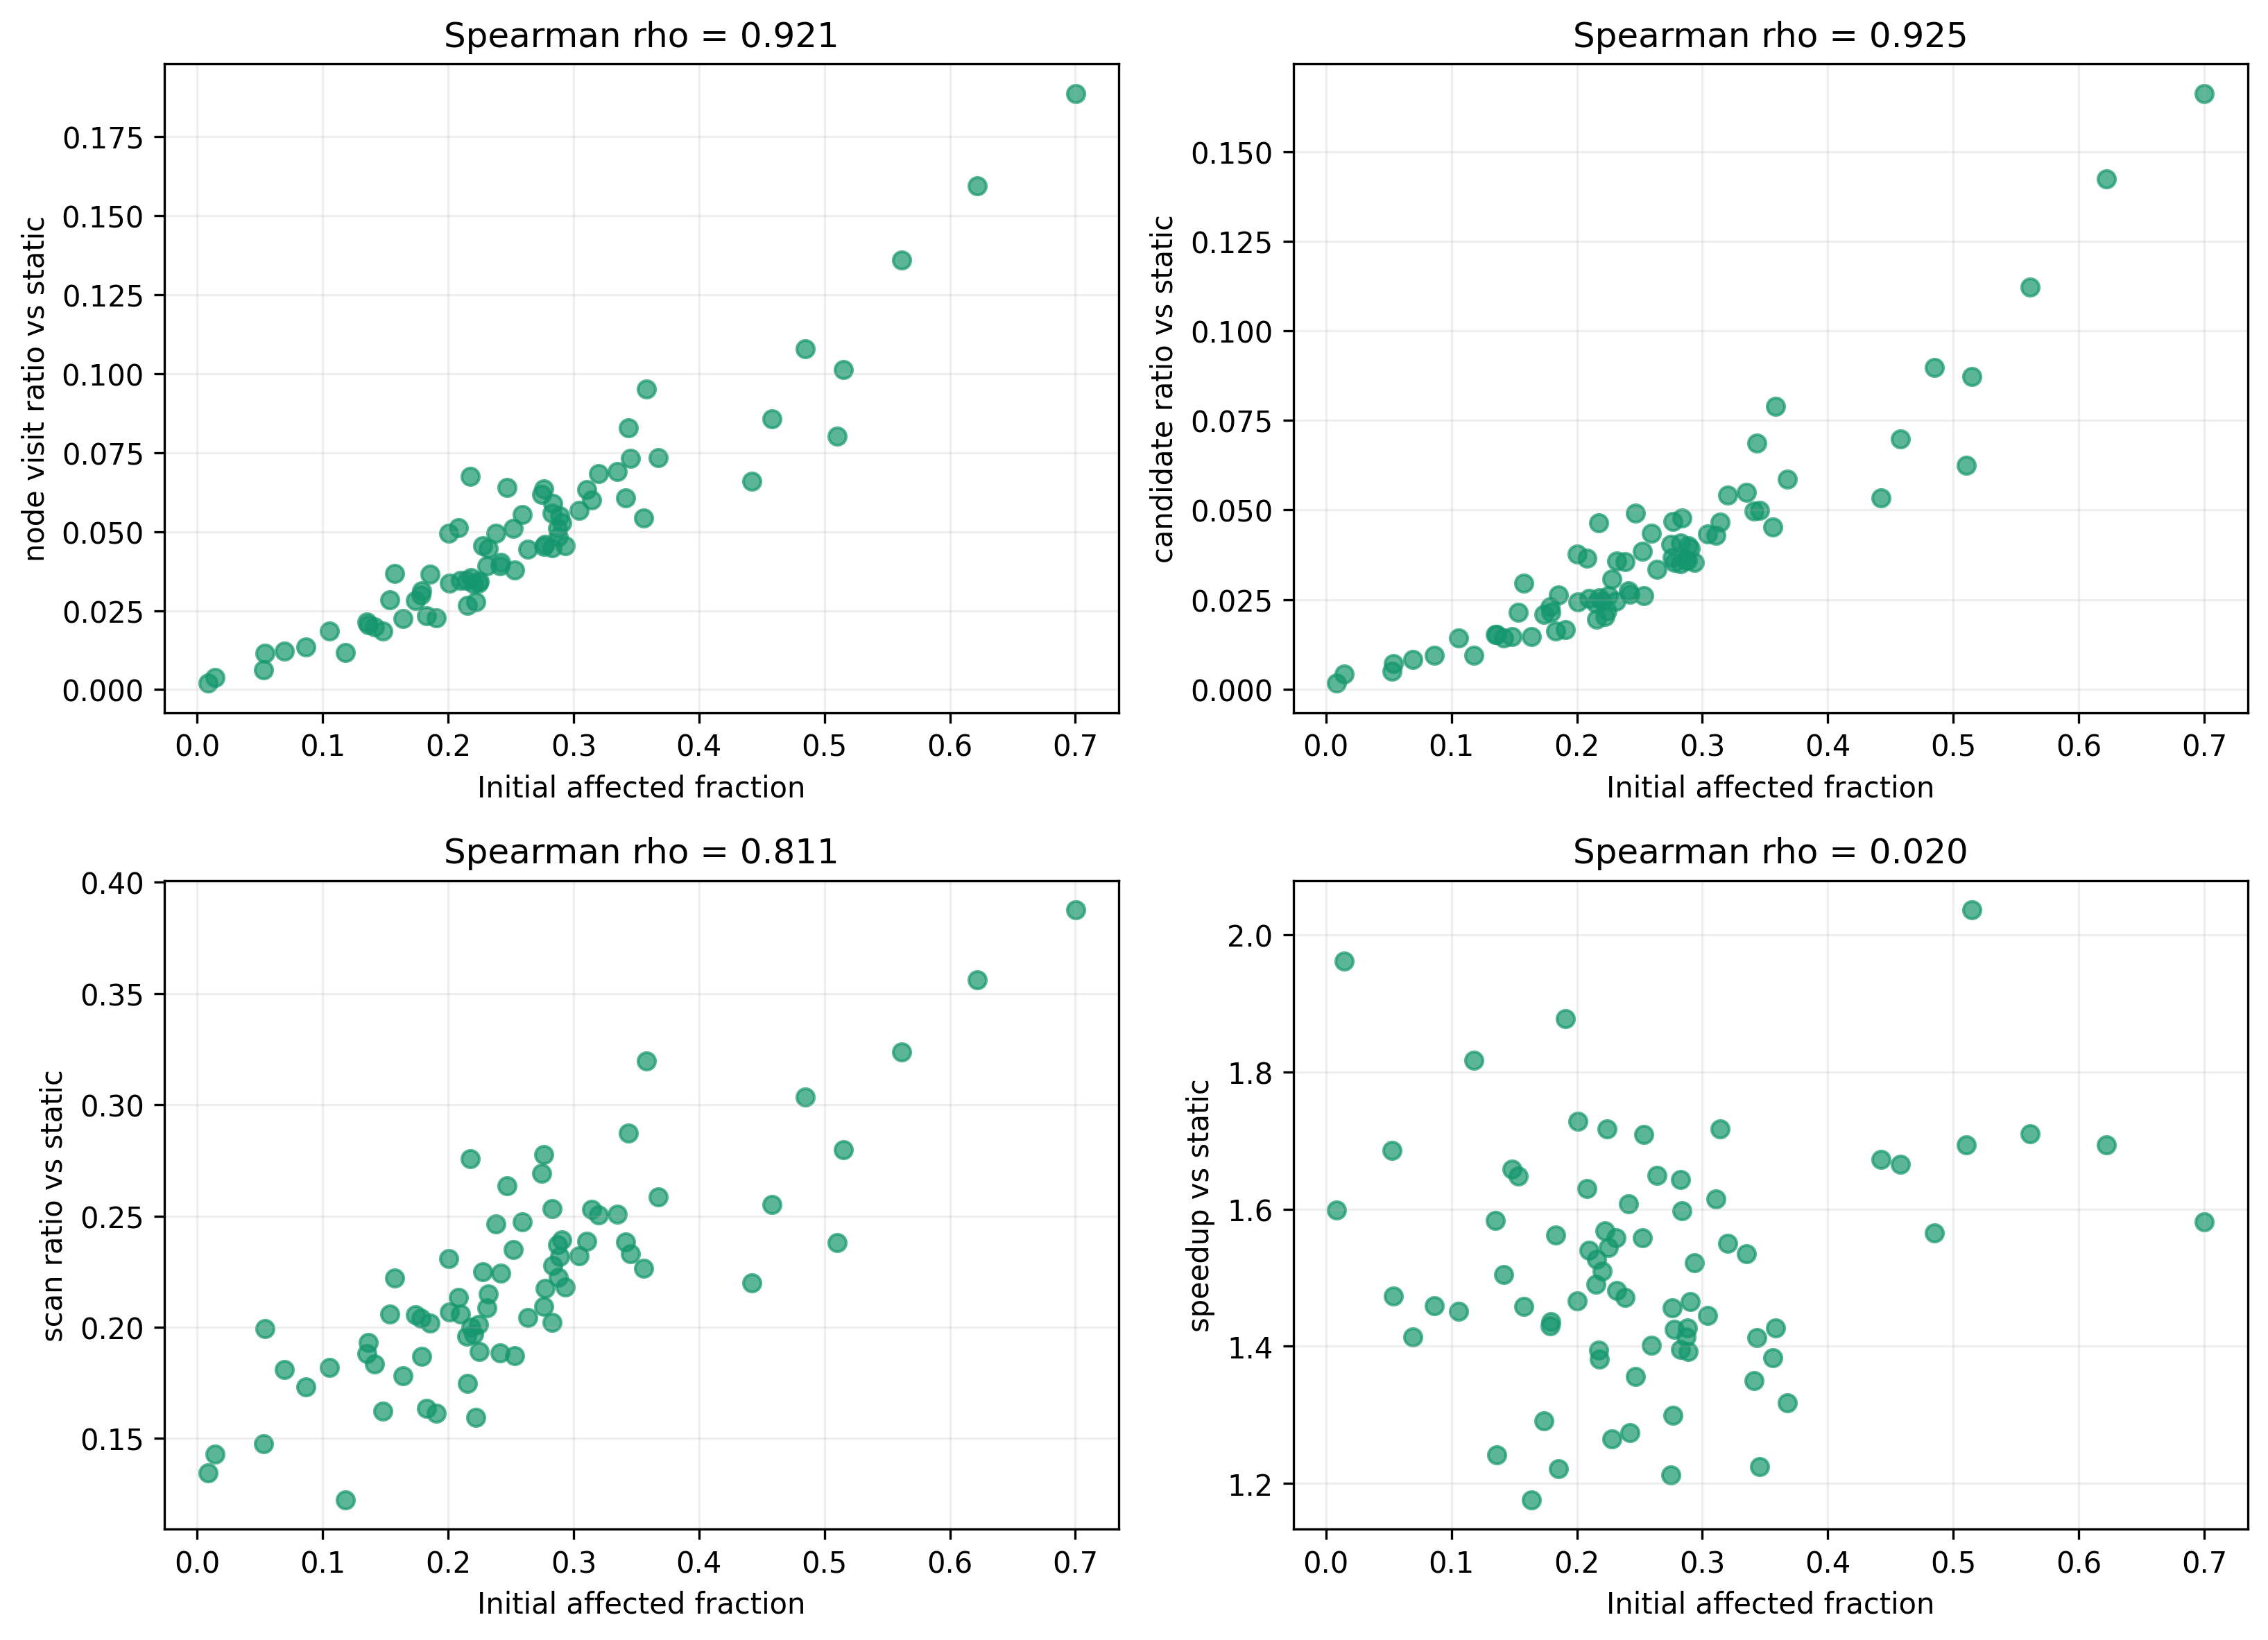 Spearman rho = 0.921
node visit ratio vs static
0.175
0.150
0.125
0.100
0.075
0.050
0.025
0.000
0.0 0.1 0.2 0.3 0.4 0.5 0.6 0.7
Initial affected fraction
Spearman rho = 0.925
candidate ratio vs static
0.150
0.125
0.100
0.075
0.050
0.025
0.000
0.0 0.1 0.2 0.3 0.4 0.5 0.6 0.7
Initial affected fraction
Spearman rho = 0.811
scan ratio vs static
0.40
0.35
0.30
0.25
0.20
0.15
0.0 0.1 0.2 0.3 0.4 0.5 0.6 0.7
Initial affected fraction
Spearman rho = 0.020
speedup vs static
2.0
1.8
1.6
1.4
1.2
0.0 0.1 0.2 0.3 0.4 0.5 0.6 0.7
Initial affected fraction